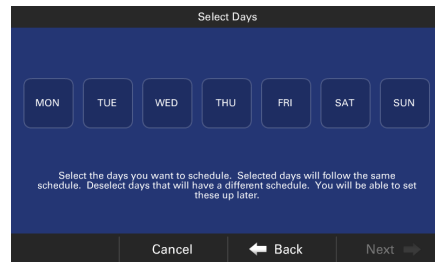 Select Days
MON TUE WED THU FRI SAT SUN
Select the days you want to schedule. Selected days will follow the same
schedule. Deselect days that will have a different schedule. You will be able to set
these up later.
Cancel Back Next